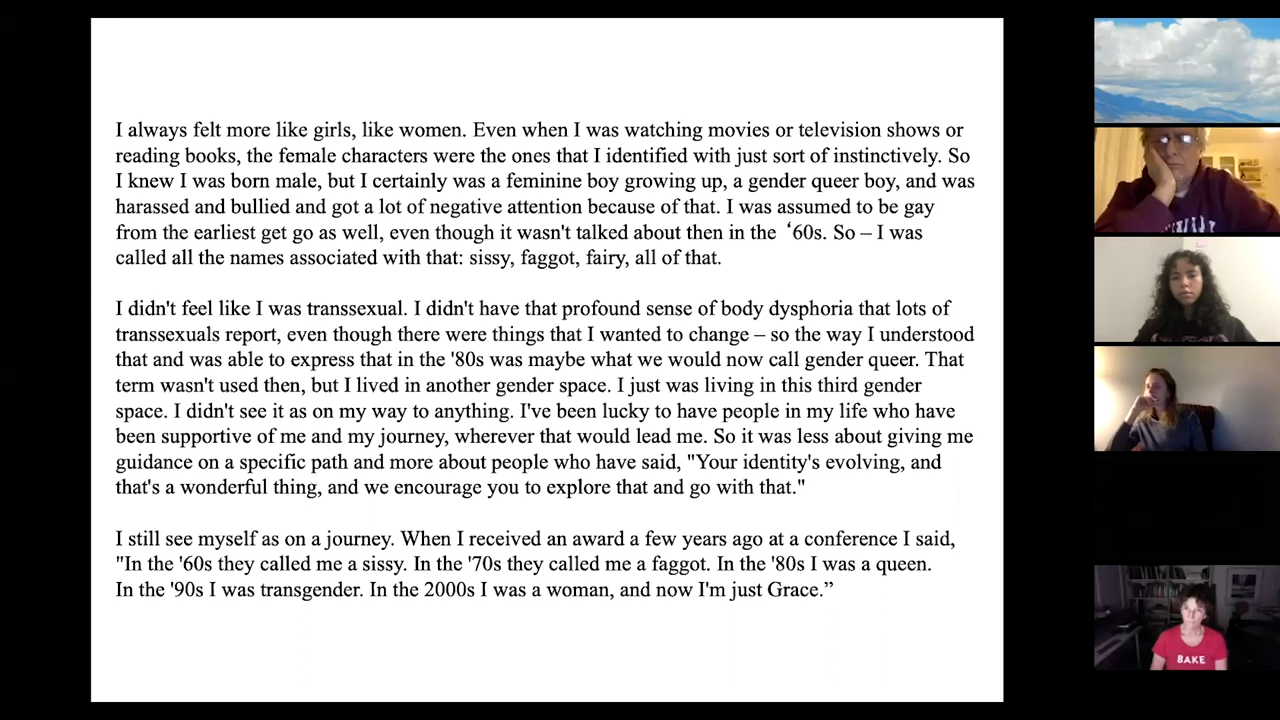 I always felt more like girls, like women. Even when I was watching movies or television shows or
reading books, the female characters were the ones that I identified with just sort of instinctively. So
I knew I was born male, but I certainly was a feminine boy growing up, a gender queer boy, and was
harassed and bullied and got a lot of negative attention because of that. I was assumed to be gay
from the earliest get go as well, even though it wasn't talked about then in the ‘60s. So – I was
called all the names associated with that: sissy, faggot, fairy, all of that.
I didn't feel like I was transsexual. I didn't have that profound sense of body dysphoria that lots of
transsexuals report, even though there were things that I wanted to change – so the way I understood
that and was able to express that in the '80s was maybe what we would now call gender queer. That
term wasn't used then, but I lived in another gender space. I just was living in this third gender
space. I didn't see it as on my way to anything. I've been lucky to have people in my life who have
been supportive of me and my journey, wherever that would lead me. So it was less about giving me
guidance on a specific path and more about people who have said, "Your identity's evolving, and
that's a wonderful thing, and we encourage you to explore that and go with that."
I still see myself as on a journey. When I received an award a few years ago at a conference I said,
"In the '60s they called me a sissy. In the '70s they called me a faggot. In the '80s I was a queen.
In the '90s I was transgender. In the 2000s I was a woman, and now I'm just Grace.”
BAKE